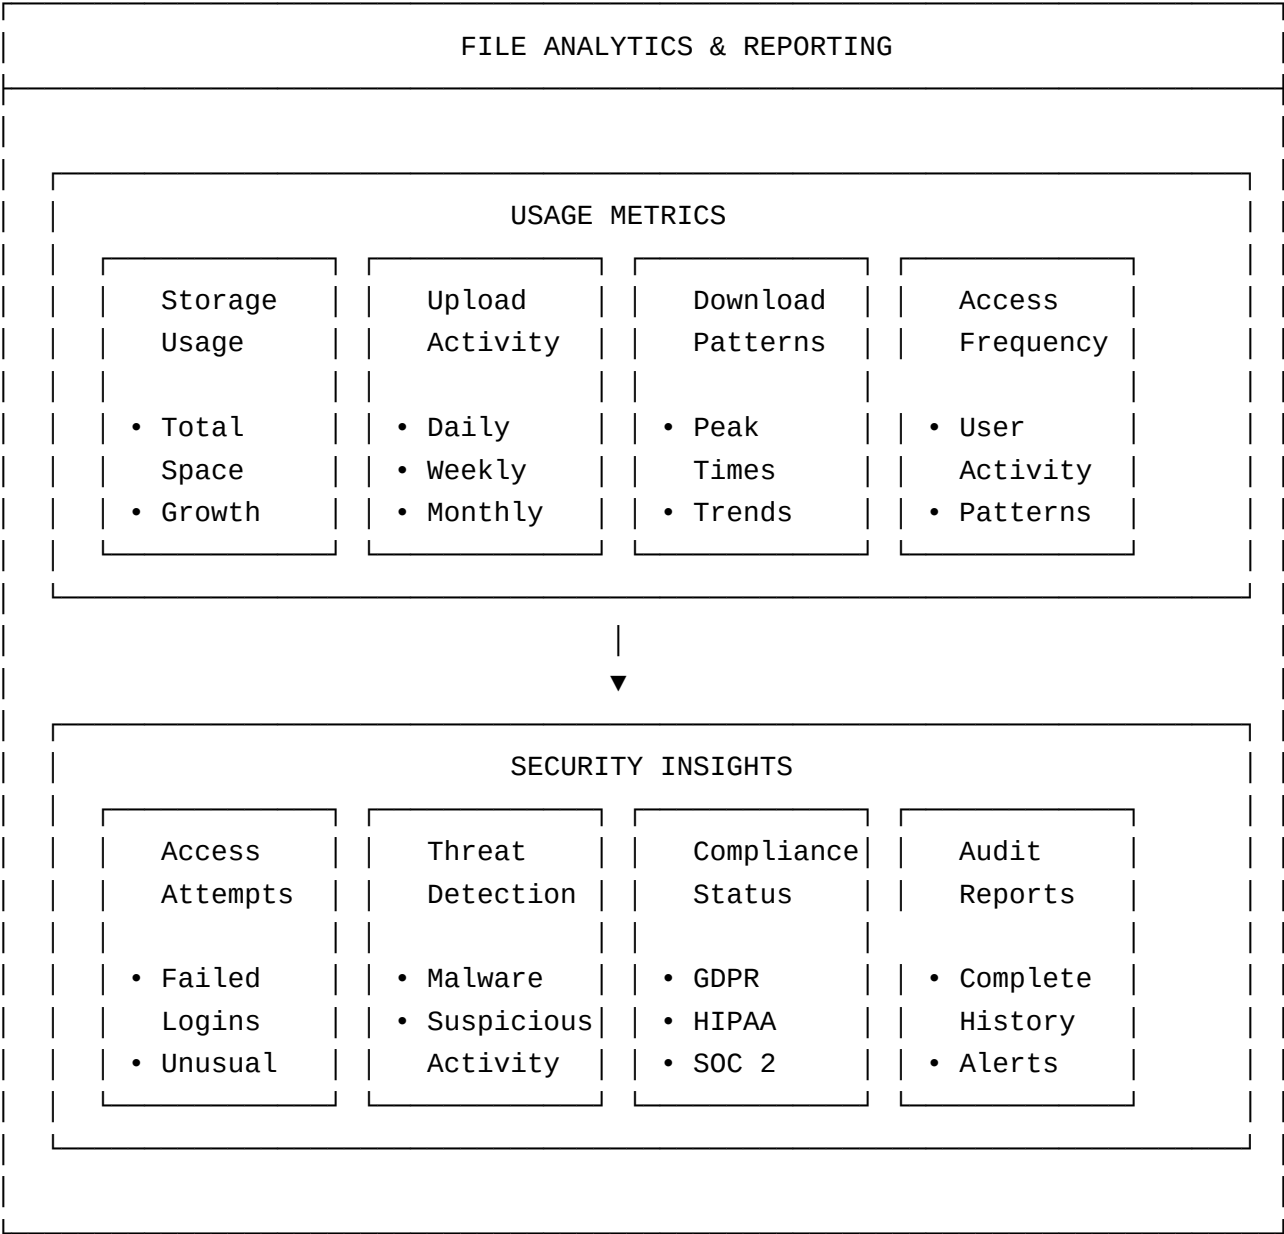 FILE ANALYTICS & REPORTING
USAGE METRICS
Storage Upload Download Access
Usage Activity Patterns Frequency
• Total • Daily • Peak • User
Space • Weekly Times Activity
• Growth • Monthly • Trends • Patterns
▼
SECURITY INSIGHTS
Access Threat Compliance Audit
Attempts Detection Status Reports
• Failed • Malware • GDPR • Complete
Logins • Suspicious • HIPAA History
• Unusual Activity • SOC 2 • Alerts